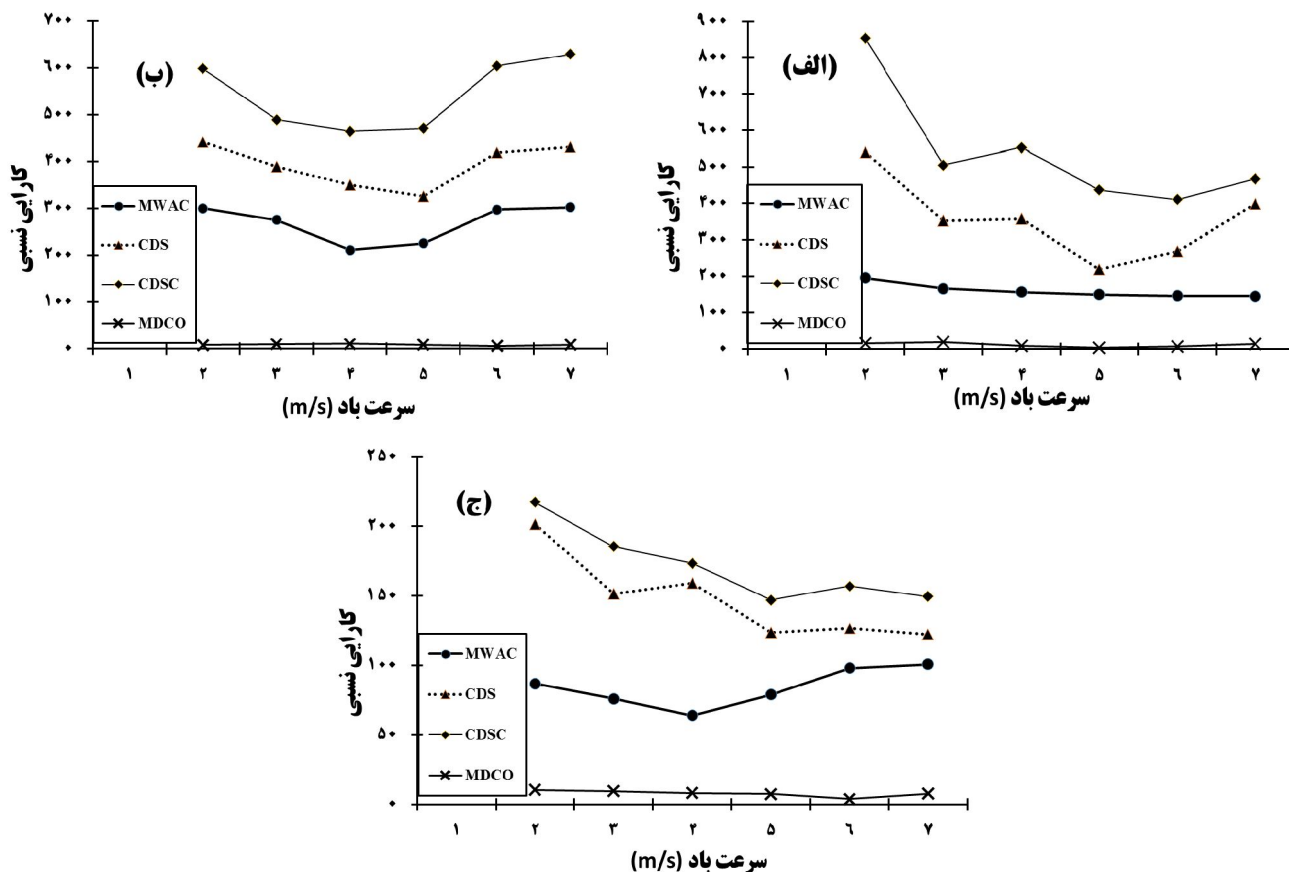 (الف)
۹۰۰
۸۰۰
۷۰۰
۶۰۰
۵۰۰
۴۰۰
۳۰۰
۲۰۰
۱۰۰
۰
کارایی نسبی
MWAC
CDS
CDSC
MDCO
۱ ۲ ۳ ۴ ۵ ۶ ۷
سرعت باد (m/s)
(ب)
۷۰۰
۶۰۰
۵۰۰
۴۰۰
۳۰۰
۲۰۰
۱۰۰
۰
کارایی نسبی
MWAC
CDS
CDSC
MDCO
۱ ۲ ۳ ۴ ۵ ۶ ۷
سرعت باد (m/s)
(ج)
۲۵۰
۲۰۰
۱۵۰
۱۰۰
۵۰
۰
کارایی نسبی
MWAC
CDS
CDSC
MDCO
۱ ۲ ۳ ۴ ۵ ۶ ۷
سرعت باد (m/s)